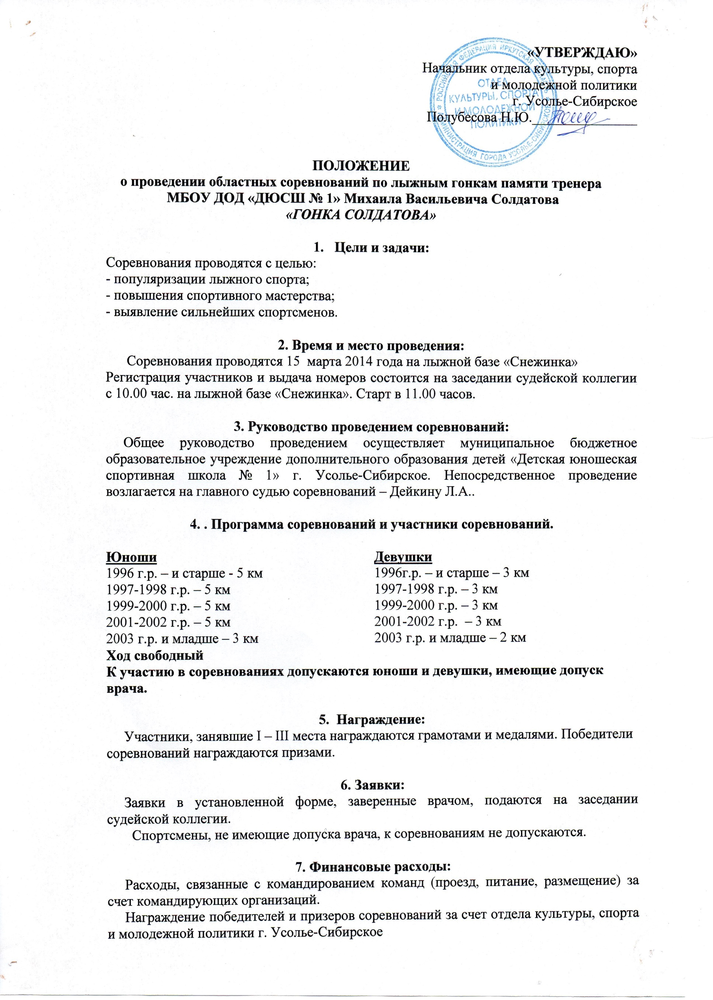 «УТВЕРЖДАЮ»
Начальник отдела культуры, спорта
и молодежной политики
г. Усолье-Сибирское
Полубесова Н.Ю.
РОССИЙСКАЯ ФЕДЕРАЦИЯ ИРКУТСКАЯ ОБЛАСТЬ
АДМИНИСТРАЦИЯ ГОРОДА УСОЛЬЕ-СИБИРСКОЕ
ОТДЕЛ
КУЛЬТУРЫ, СПОРТА
И МОЛОДЕЖНОЙ
ПОЛИТИКИ
ПОЛОЖЕНИЕ
о проведении областных соревнований по лыжным гонкам памяти тренера
МБОУ ДОД «ДЮСШ № 1» Михаила Васильевича Солдатова
«ГОНКА СОЛДАТОВА»
1. Цели и задачи:
Соревнования проводятся с целью:
- популяризации лыжного спорта;
- повышения спортивного мастерства;
- выявление сильнейших спортсменов.
2. Время и место проведения:
Соревнования проводятся 15 марта 2014 года на лыжной базе «Снежинка»
Регистрация участников и выдача номеров состоится на заседании судейской коллегии
с 10.00 час. на лыжной базе «Снежинка». Старт в 11.00 часов.
3. Руководство проведением соревнований:
Общее руководство проведением осуществляет муниципальное бюджетное
образовательное учреждение дополнительного образования детей «Детская юношеская
спортивная школа № 1» г. Усолье-Сибирское. Непосредственное проведение
возлагается на главного судью соревнований – Дейкину Л.А..
4. . Программа соревнований и участники соревнований.
Юноши
1996 г.р. – и старше - 5 км
1997-1998 г.р. – 5 км
1999-2000 г.р. – 5 км
2001-2002 г.р. – 5 км
2003 г.р. и младше – 3 км
Девушки
1996г.р. – и старше – 3 км
1997-1998 г.р. – 3 км
1999-2000 г.р. – 3 км
2001-2002 г.р. – 3 км
2003 г.р. и младше – 2 км
Ход свободный
К участию в соревнованиях допускаются юноши и девушки, имеющие допуск
врача.
5. Награждение:
Участники, занявшие I – III места награждаются грамотами и медалями. Победители
соревнований награждаются призами.
6. Заявки:
Заявки в установленной форме, заверенные врачом, подаются на заседании
судейской коллегии.
Спортсмены, не имеющие допуска врача, к соревнованиям не допускаются.
7. Финансовые расходы:
Расходы, связанные с командированием команд (проезд, питание, размещение) за
счет командирующих организаций.
Награждение победителей и призеров соревнований за счет отдела культуры, спорта
и молодежной политики г. Усолье-Сибирское